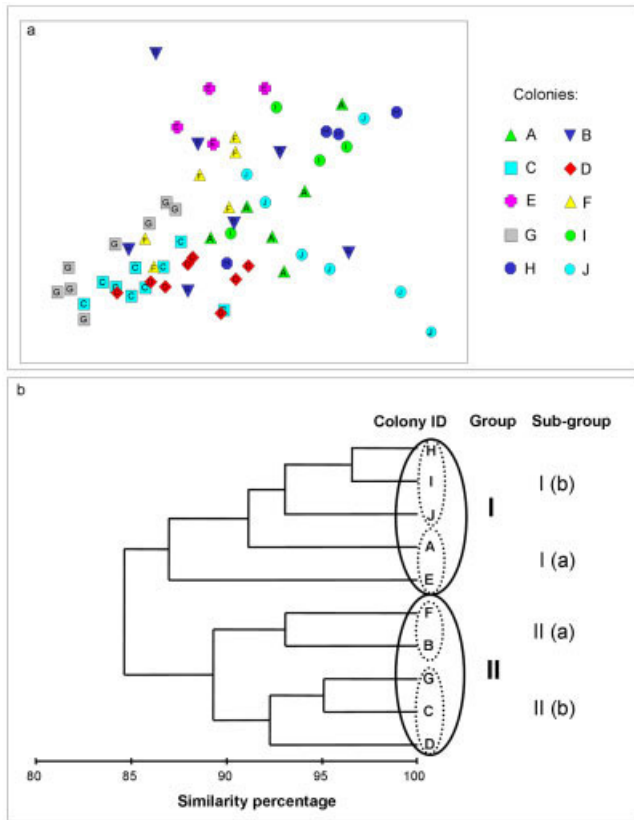 a
E E
I A J H
E F H H
E F I I
F J
A
G G J F A
G
I A A
F G C
J
G C F C H J A
C
G G G C C J
C C
G
J
Colonies:
A B
C D
E F
G I
H J
b
Colony ID Group Sub-group
H
I I (b)
J I
A
E I (a)
F
B II (a)
G II
C II (b)
D
80 85 90 95 100
Similarity percentage